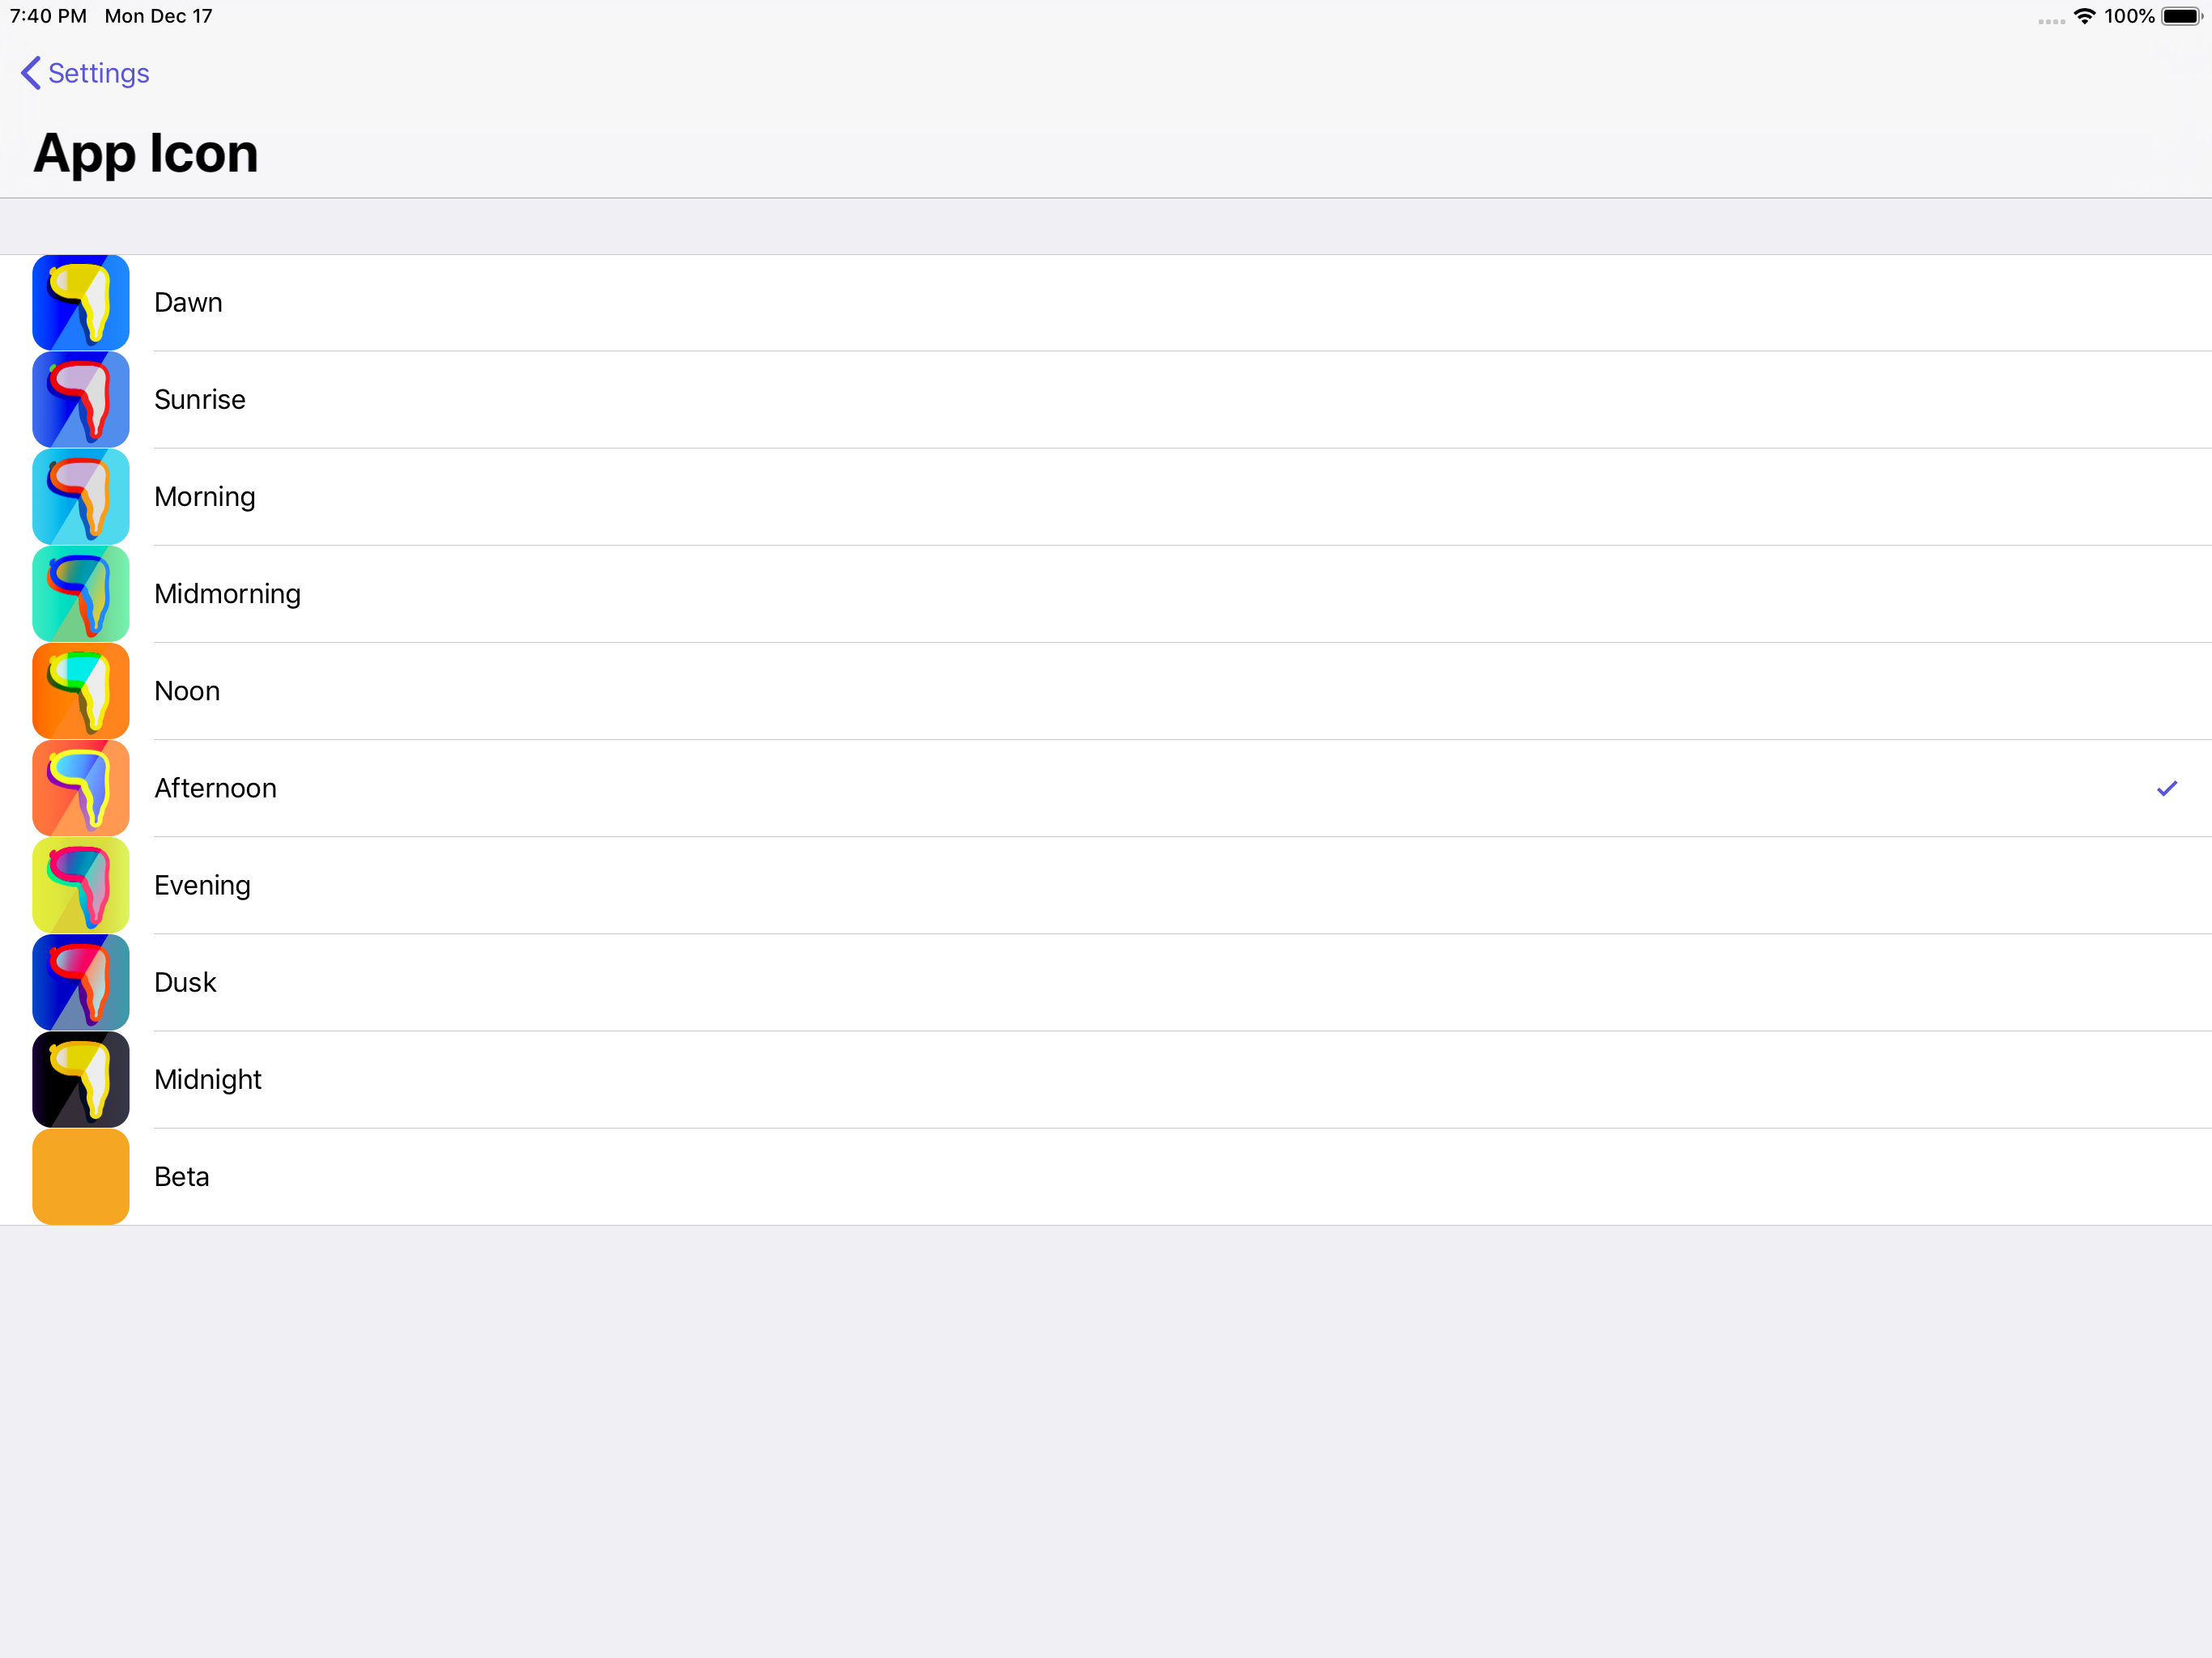 7:40 PM Mon Dec 17 100%
Settings
App Icon
Dawn
Sunrise
Morning
Midmorning
Noon
Afternoon
Evening
Dusk
Midnight
Beta